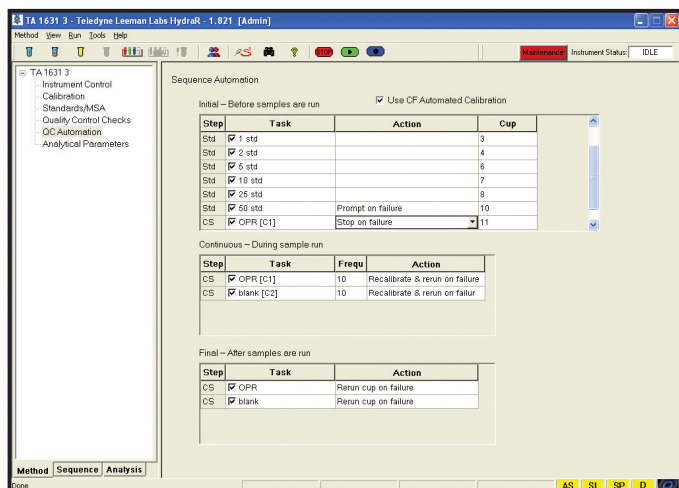 TA 1631 3 - Teledyne Leeman Labs HydraR - 1.821 [Admin]
Method View Run Tools Help
STOP
Maintenance Instrument Status: IDLE
TA 1631 3
Instrument Control
Calibration
Standards/MSA
Quality Control Checks
QC Automation
Analytical Parameters
Sequence Automation
Initial – Before samples are run
Use CF Automated Calibration
Step Task Action Cup
Std 1 std 3
Std 2 std 4
Std 5 std 6
Std 10 std 7
Std 25 std 8
Std 50 std Prompt on failure 10
CS OPR [C1] Stop on failure 11
Continuous – During sample run
Step Task Frequ Action
CS OPR [C1] 10 Recalibrate & rerun on failure
CS blank [C2] 10 Recalibrate & rerun on failur
Final – After samples are run
Step Task Action
CS OPR Rerun cup on failure
CS blank Rerun cup on failure
Method Sequence Analysis
Done
AS SI SP D